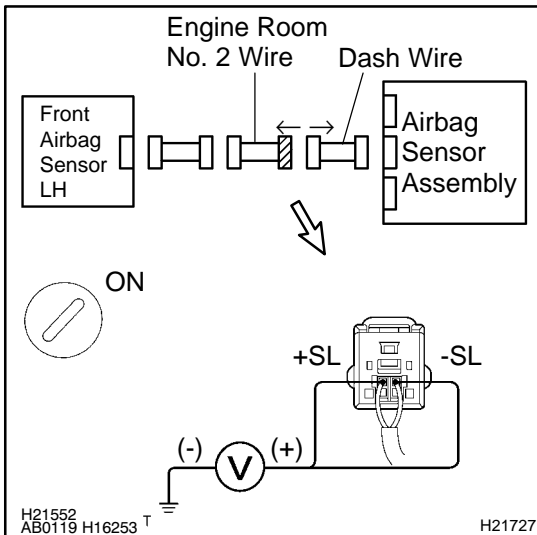 Engine Room
No. 2 Wire
Dash Wire
Front
Airbag
Sensor
LH
Airbag
Sensor
Assembly
ON
+SL
-SL
(-)
V
(+)
H21552
AB0119 H16253 T
H21727